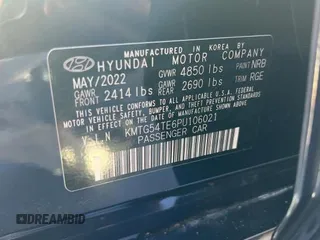 MANUFACTURED IN KOREA BY
HYUNDAI MOTOR COMPANY
MAY/2022 GVWR 4850 lbs PAINT NRB
GAWR FRONT 2414 lbs GAWR REAR 2690 lbs TRIM RGE
THIS VEHICLE CONFORMS TO ALL APPLICABLE
FEDERAL MOTOR VEHICLE SAFETY, BUMPER, AND
THEFT PREVENTION STANDARDS IN EFFECT ON
THE DATE OF MANUFACTURE SHOWN ABOVE.
V.I.N KMTG54TE6PU106021
PASSENGER CAR
DREAMBID